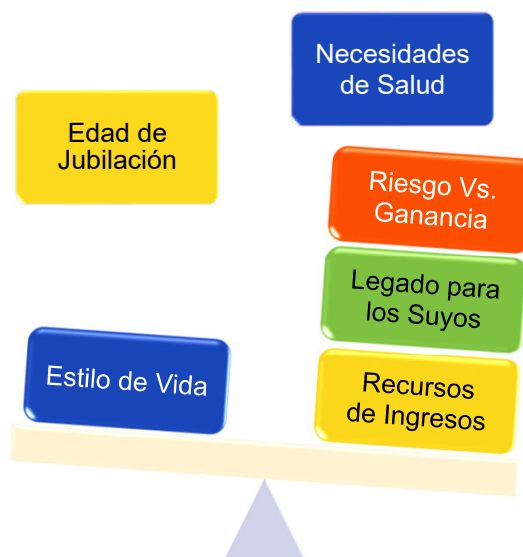 Necesidades
de Salud
Edad de
Jubilación
Riesgo Vs.
Ganancia
Legado para
los Suyos
Estilo de Vida
Recursos
de Ingresos